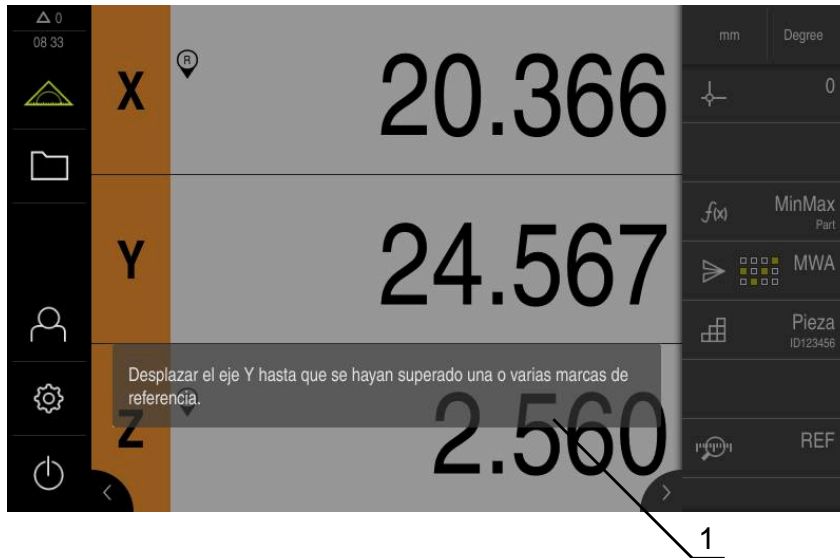 △ 0
08 33
X
R
20.366
Y
24.567
Desplazar el eje Y hasta que se hayan superado una o varias marcas de
referencia.
Z
2.560
mm
Degree
0
f(x)
MinMax
Part
MWA
Pieza
ID123456
REF
1